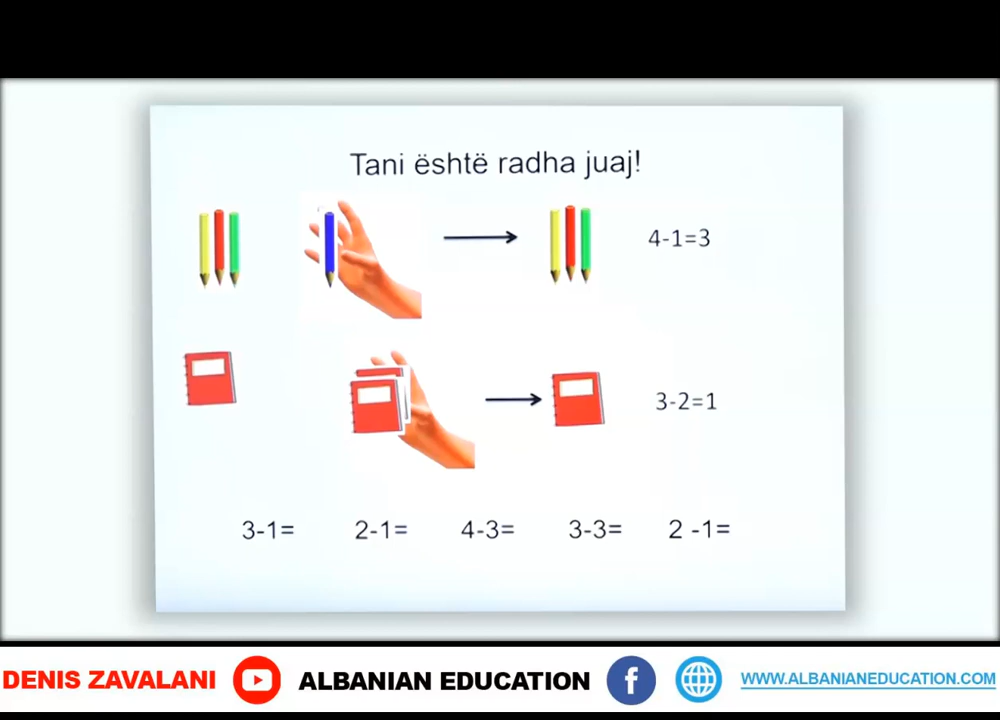 Tani është radha juaj!
4-1=3
3-2=1
3-1= 2-1= 4-3= 3-3= 2 -1=
DENIS ZAVALANI ALBANIAN EDUCATION f WWW.ALBANIANEDUCATION.COM